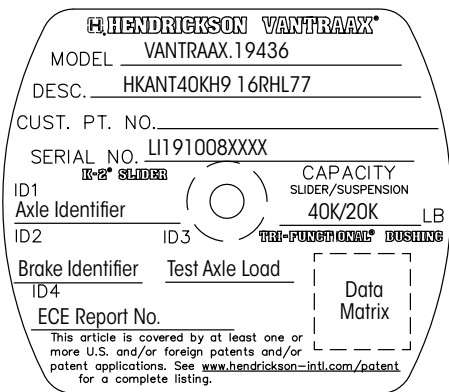 HENDRICKSON VANTRAAX®
MODEL VANTRAAX.19436
DESC. HKANT40KH9 16RHL77
CUST. PT. NO.
SERIAL NO. LI191008XXXX
K-2® SLIDER
CAPACITY
SLIDER/SUSPENSION
40K/20K LB
ID1
Axle Identifier
TRI-FUNCTIONAL® BUSHING
ID2 ID3
Brake Identifier Test Axle Load
Data
Matrix
ID4
ECE Report No.
This article is covered by at least one or
more U.S. and/or foreign patents and/or
patent applications. See www.hendrickson-intl.com/patent
for a complete listing.